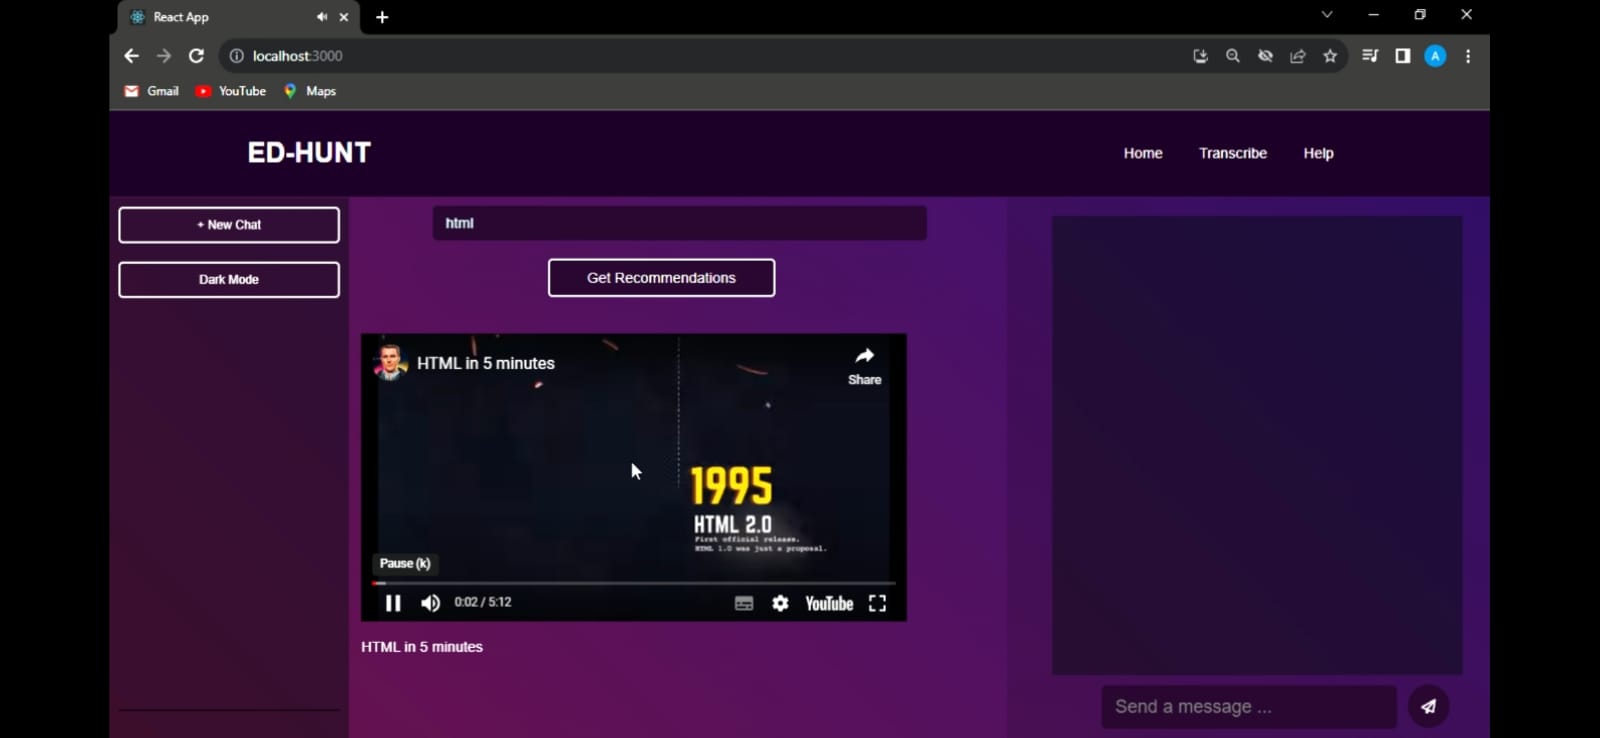 React App
localhost:3000
A
Gmail YouTube Maps
ED-HUNT
Home Transcribe Help
+ New Chat
Dark Mode
html
Get Recommendations
HTML in 5 minutes
Share
1995
HTML 2.0
First official release.
HTML 1.0 was just a proposal.
Pause (k)
0:02 / 5:12
YouTube
HTML in 5 minutes
Send a message ...